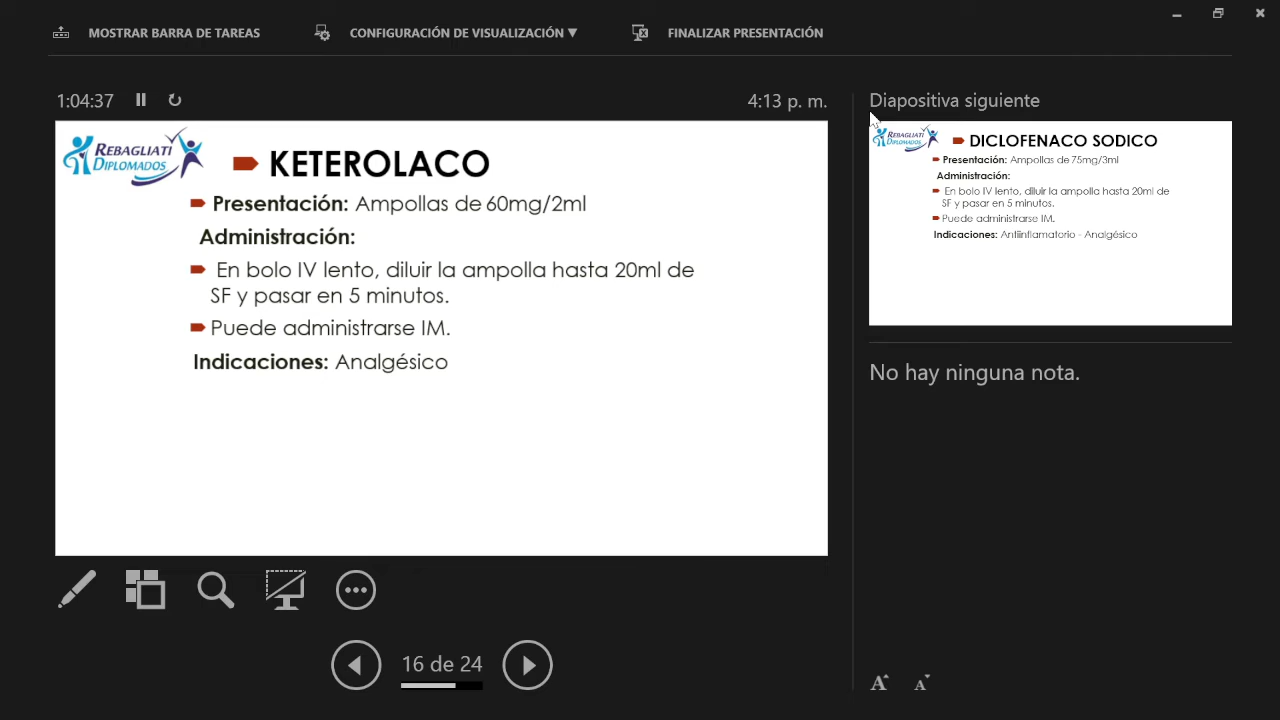 MOSTRAR BARRA DE TAREAS
CONFIGURACIÓN DE VISUALIZACIÓN ▼
FINALIZAR PRESENTACIÓN
1:04:37
4:13 p. m.
REBAGLIATI
DIPLOMADOS
KETEROLACO
Presentación: Ampollas de 60mg/2ml
Administración:
En bolo IV lento, diluir la ampolla hasta 20ml de
SF y pasar en 5 minutos.
Puede administrarse IM.
Indicaciones: Analgésico
16 de 24
Diapositiva siguiente
REBAGLIATI
DIPLOMADOS
DICLOFENACO SODICO
Presentación: Ampollas de 75mg/3ml
Administración:
En bolo IV lento, diluir la ampolla hasta 20ml de
SF y pasar en 5 minutos.
Puede administrarse IM.
Indicaciones: Antiinflamatorio - Analgésico
No hay ninguna nota.
A A